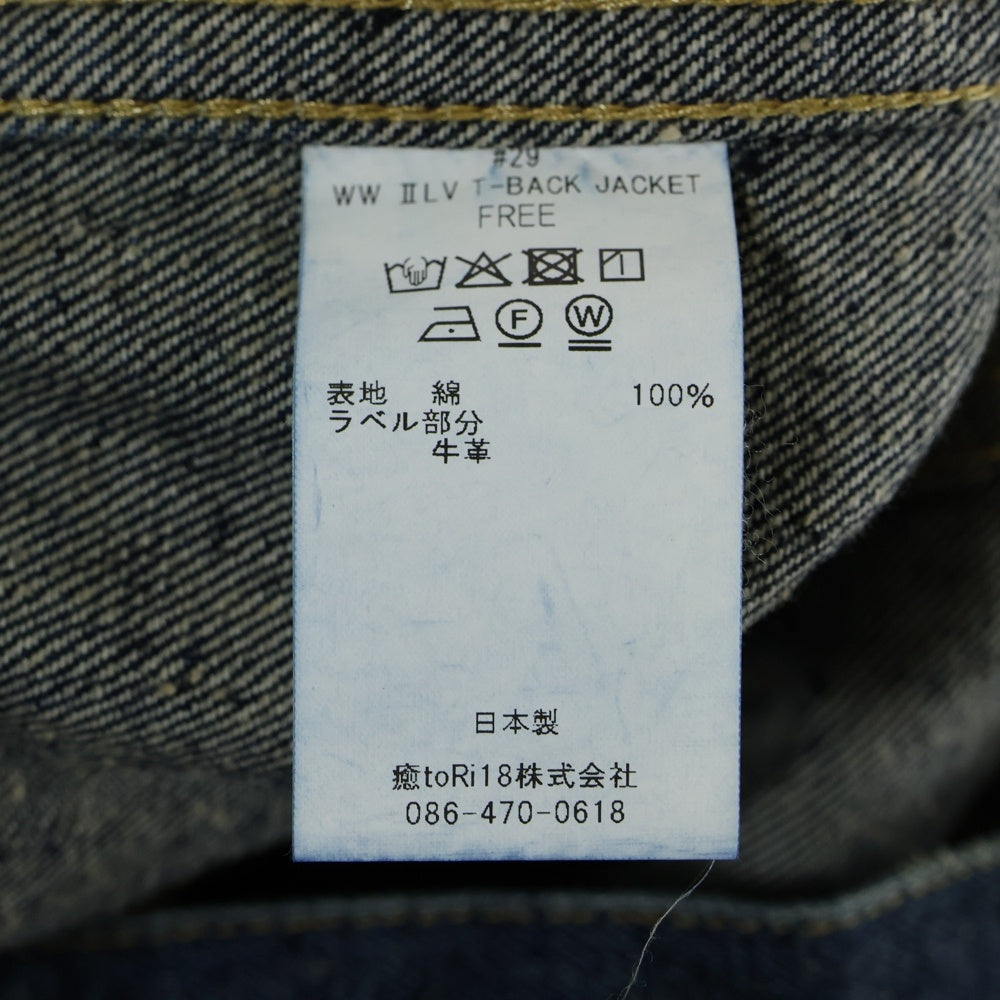 #29
WW ⅡLV T-BACK JACKET
FREE
F W
表地 綿 100%
ラベル部分
牛革
日本製
癒toRi18株式会社
086-470-0618